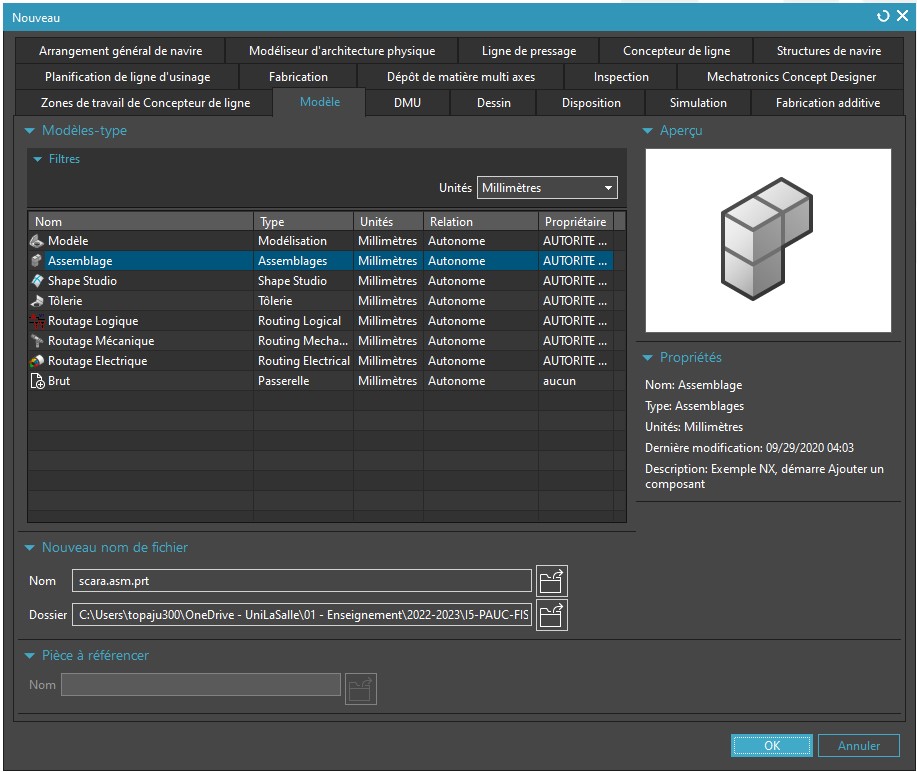 Nouveau
Arrangement général de navire
Modéliseur d'architecture physique
Ligne de pressage
Concepteur de ligne
Structures de navire
Planification de ligne d'usinage
Fabrication
Dépôt de matière multi axes
Inspection
Mechatronics Concept Designer
Zones de travail de Concepteur de ligne
Modèle
DMU
Dessin
Disposition
Simulation
Fabrication additive
Modèles-type
Filtres
Unités Millimètres
Nom Type Unités Relation Propriétaire
Modèle Modélisation Millimètres Autonome AUTORITE ...
Assemblage Assemblages Millimètres Autonome AUTORITE ...
Shape Studio Shape Studio Millimètres Autonome AUTORITE ...
Tôlerie Tôlerie Millimètres Autonome AUTORITE ...
Routage Logique Routing Logical Millimètres Autonome AUTORITE ...
Routage Mécanique Routing Mecha... Millimètres Autonome AUTORITE ...
Routage Electrique Routing Electrical Millimètres Autonome AUTORITE ...
Brut Passerelle Millimètres Autonome aucun
Aperçu
Propriétés
Nom: Assemblage
Type: Assemblages
Unités: Millimètres
Dernière modification: 09/29/2020 04:03
Description: Exemple NX, démarre Ajouter un
composant
Nouveau nom de fichier
Nom scara.asm.prt
Dossier C:\Users\topaju300\OneDrive - UniLaSalle\01 - Enseignement\2022-2023\I5-PAUC-FIS
Pièce à référencer
Nom
OK
Annuler